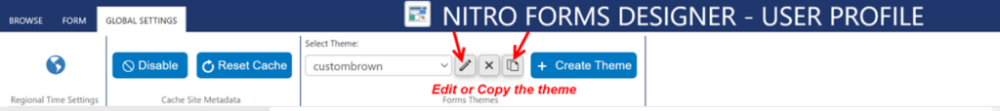 BROWSE FORM GLOBAL SETTINGS NITRO FORMS DESIGNER - USER PROFILE
Select Theme:
Disable Reset Cache custombrown + Create Theme
Edit or Copy the theme
Regional Time Settings Cache Site Metadata Forms Themes